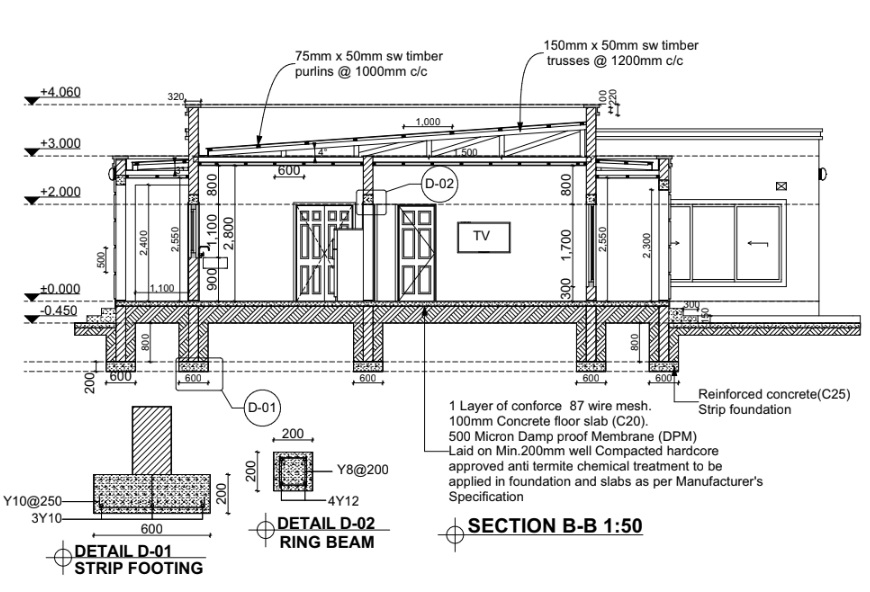 75mm x 50mm sw timber
purlins @ 1000mm c/c
150mm x 50mm sw timber
trusses @ 1200mm c/c
+4.060
320
100
220
1,000
+3.000
1,500
4°
3°
600
800
800
D-02
+2.000
2,400
2,550
1,100
2,800
TV
1,700
2,550
2,300
500
900
1,100
300
±0.000
-0.450
300
150
800
800
200
600
600
600
600
600
D-01
Reinforced concrete(C25)
Strip foundation
1 Layer of conforce 87 wire mesh.
100mm Concrete floor slab (C20).
500 Micron Damp proof Membrane (DPM)
Laid on Min.200mm well Compacted hardcore
approved anti termite chemical treatment to be
applied in foundation and slabs as per Manufacturer's
Specification
200
Y10@250
3Y10
600
200
200
Y8@200
4Y12
DETAIL D-01
STRIP FOOTING
DETAIL D-02
RING BEAM
SECTION B-B 1:50